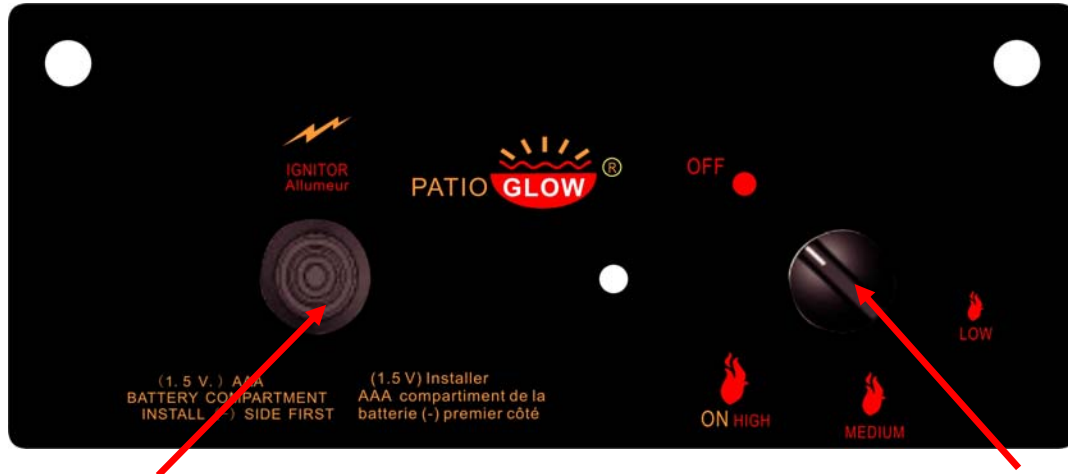 IGNITOR
Allumeur
PATIO GLOW ®
OFF
LOW
ON HIGH
MEDIUM
(1.5 V.) AAA
BATTERY COMPARTMENT
INSTALL (-) SIDE FIRST
(1.5 V) Installer
AAA compartiment de la
batterie (-) premier côté